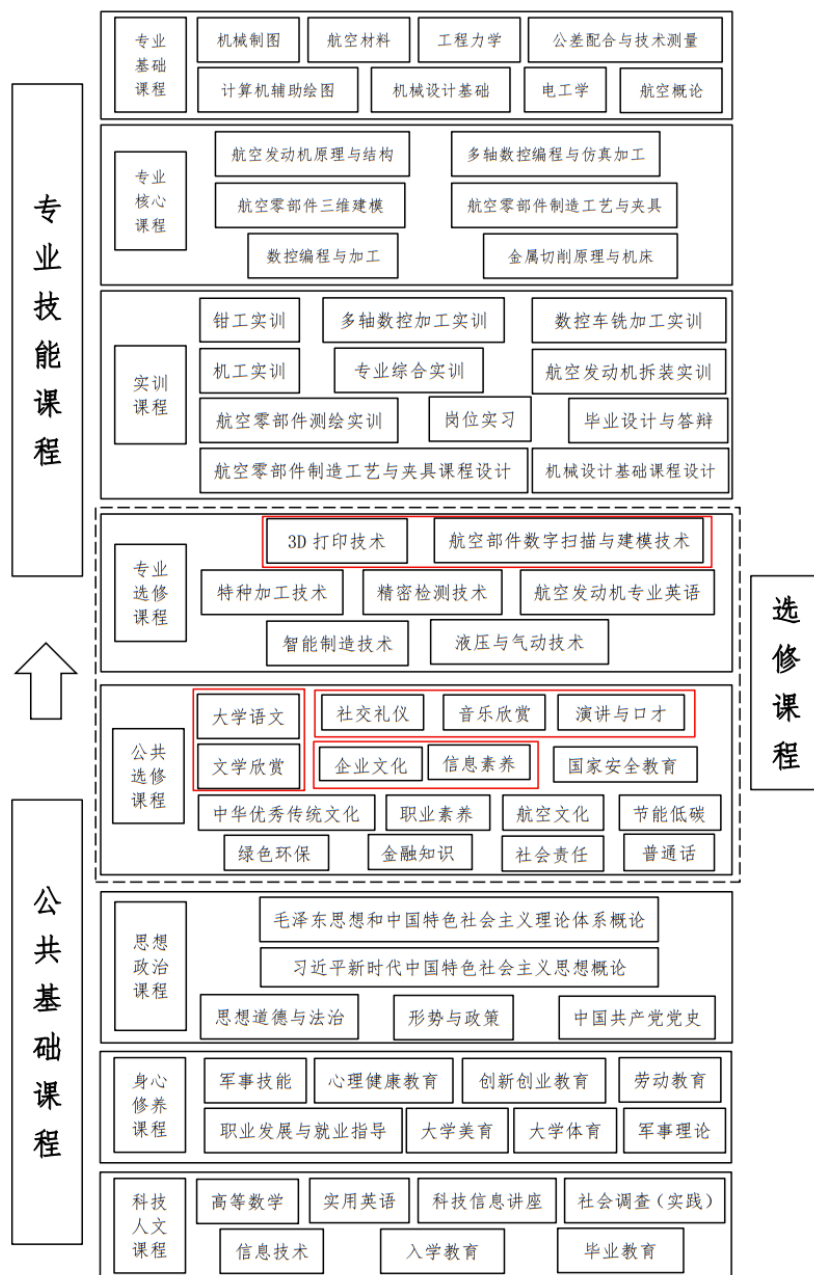 专业技能课程
公共基础课程
选修课程
专业
基础
课程
机械制图 航空材料 工程力学 公差配合与技术测量
计算机辅助绘图 机械设计基础 电工学 航空概论
专业
核心
课程
航空发动机原理与结构 多轴数控编程与仿真加工
航空零部件三维建模 航空零部件制造工艺与夹具
数控编程与加工 金属切削原理与机床
实训
课程
钳工实训 多轴数控加工实训 数控车铣加工实训
机工实训 专业综合实训 航空发动机拆装实训
航空零部件测绘实训 岗位实习 毕业设计与答辩
航空零部件制造工艺与夹具课程设计 机械设计基础课程设计
专业
选修
课程
3D 打印技术 航空部件数字扫描与建模技术
特种加工技术 精密检测技术 航空发动机专业英语
智能制造技术 液压与气动技术
公共
选修
课程
大学语文 社交礼仪 音乐欣赏 演讲与口才
文学欣赏 企业文化 信息素养 国家安全教育
中华优秀传统文化 职业素养 航空文化 节能低碳
绿色环保 金融知识 社会责任 普通话
思想
政治
课程
毛泽东思想和中国特色社会主义理论体系概论
习近平新时代中国特色社会主义思想概论
思想道德与法治 形势与政策 中国共产党党史
身心
修养
课程
军事技能 心理健康教育 创新创业教育 劳动教育
职业发展与就业指导 大学美育 大学体育 军事理论
科技
人文
课程
高等数学 实用英语 科技信息讲座 社会调查（实践）
信息技术 入学教育 毕业教育